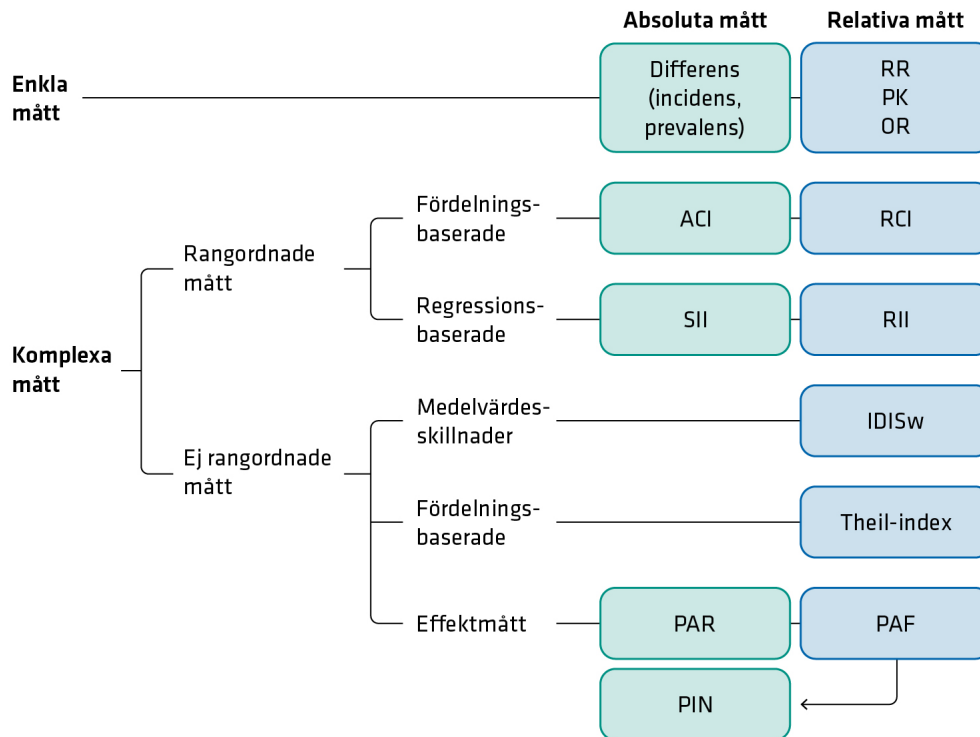 Absoluta mått
Relativa mått
Enkla
mått
Differens
(incidens,
prevalens)
RR
PK
OR
Komplexa
mått
Rangordnade
mått
Fördelnings-
baserade
ACI
RCI
Regressions-
baserade
SII
RII
Ej rangordnade
mått
Medelvärdes-
skillnader
IDISw
Fördelnings-
baserade
Theil-index
Effektmått
PAR
PAF
PIN